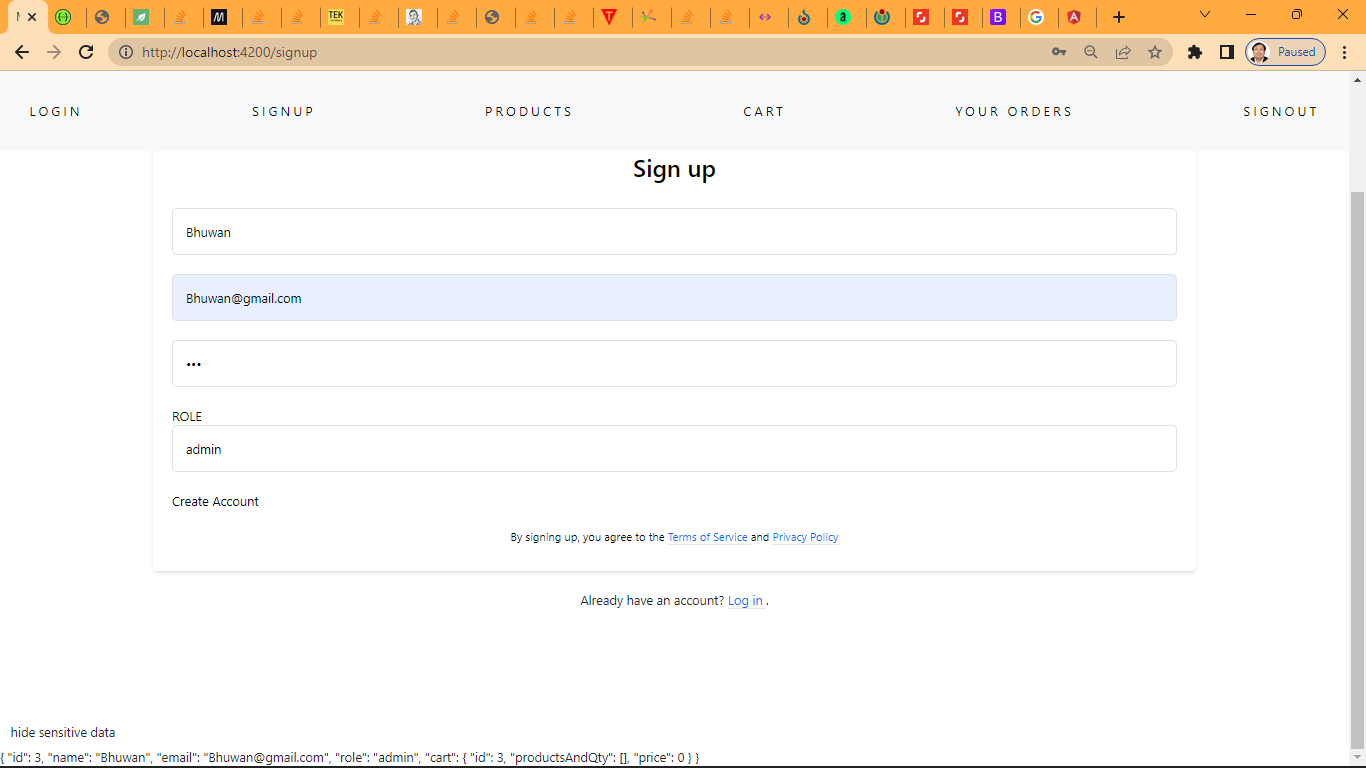 TEK
Paused
http://localhost:4200/signup
LOGIN SIGNUP PRODUCTS CART YOUR ORDERS SIGNOUT
Sign up
Bhuwan
Bhuwan@gmail.com
•••
ROLE
admin
Create Account
By signing up, you agree to the Terms of Service and Privacy Policy
Already have an account? Log in .
hide sensitive data
{ "id": 3, "name": "Bhuwan", "email": "Bhuwan@gmail.com", "role": "admin", "cart": { "id": 3, "productsAndQty": [], "price": 0 } }